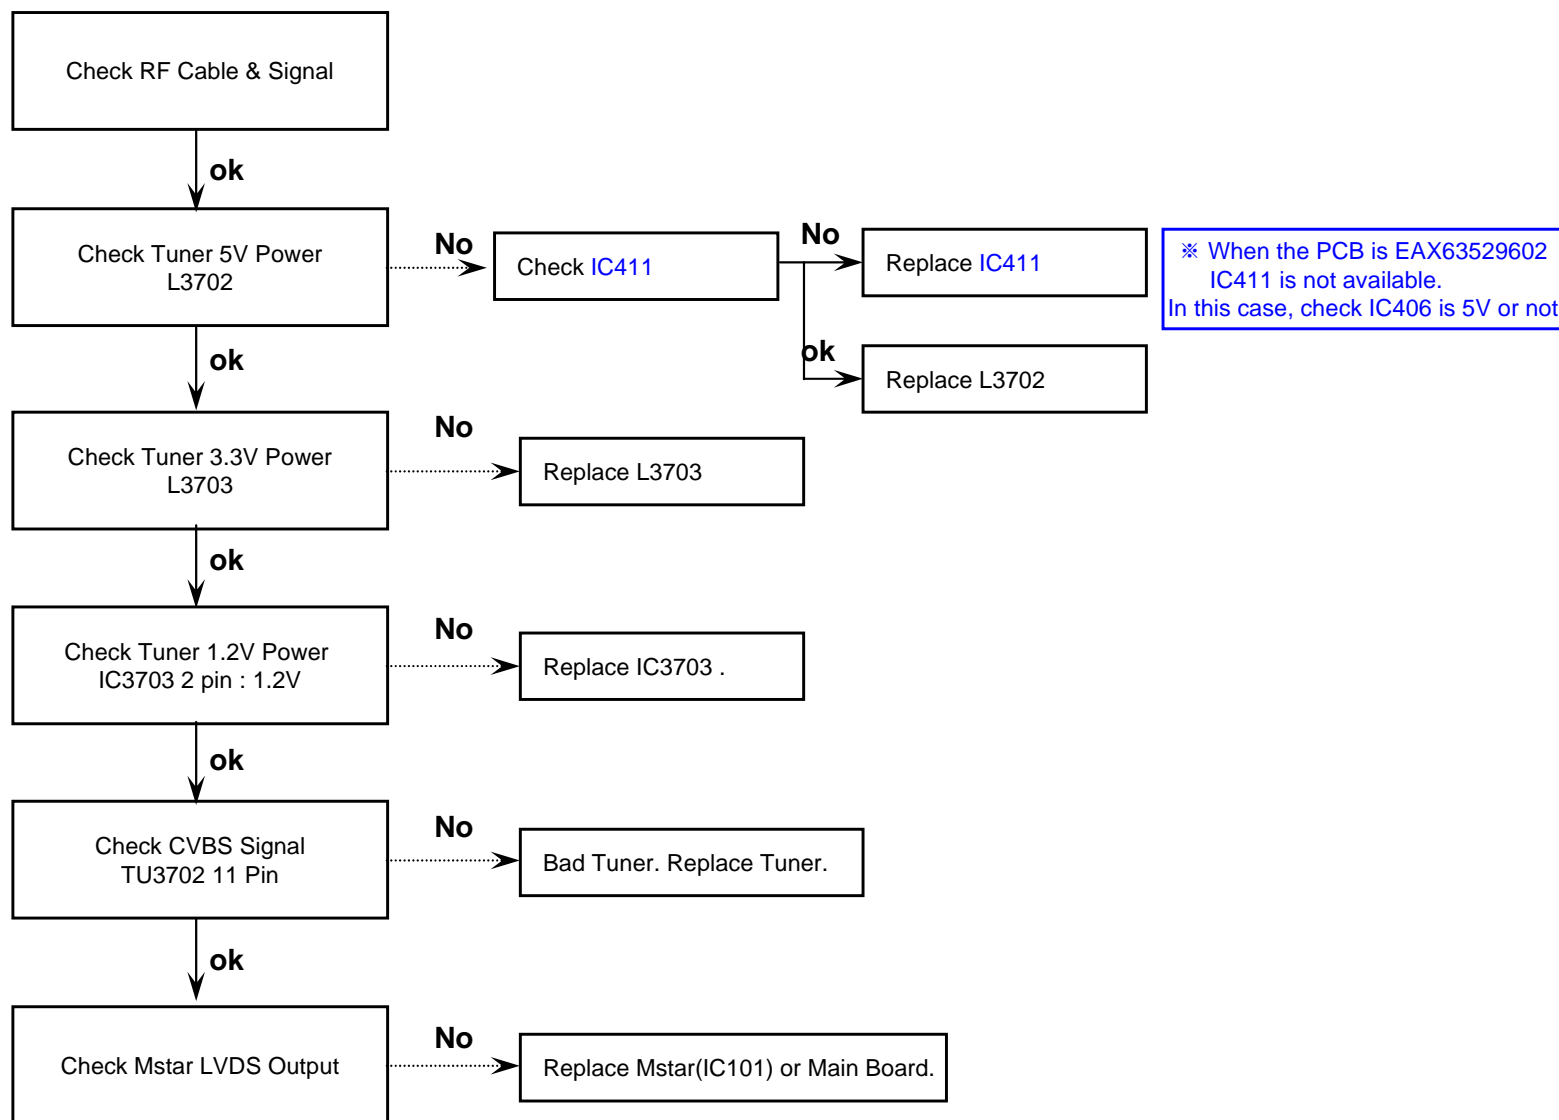 Check RF Cable & Signal
ok
Check Tuner 5V Power
L3702
No
Check IC411
No
Replace IC411
※ When the PCB is EAX63529602
IC411 is not available.
In this case, check IC406 is 5V or not
ok
Replace L3702
ok
Check Tuner 3.3V Power
L3703
No
Replace L3703
ok
Check Tuner 1.2V Power
IC3703 2 pin : 1.2V
No
Replace IC3703 .
ok
Check CVBS Signal
TU3702 11 Pin
No
Bad Tuner. Replace Tuner.
ok
Check Mstar LVDS Output
No
Replace Mstar(IC101) or Main Board.